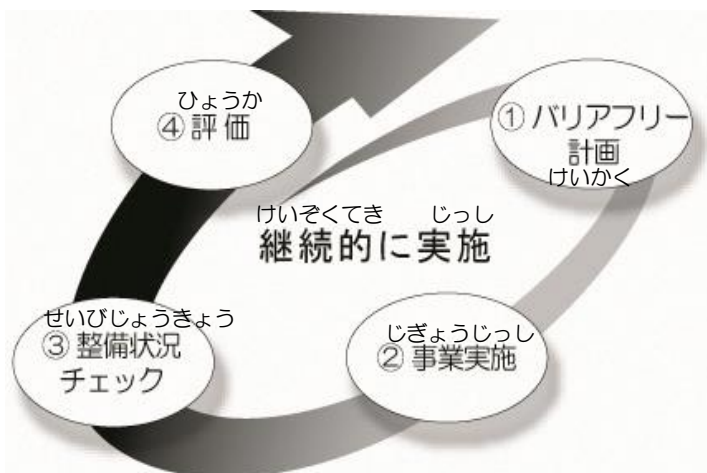 ① バリアフリー
計画
けいかく
じぎょうじっし
② 事業実施
せいびじょうきょう
③ 整備状況
チェック
ひょうか
④ 評価
けいぞくてき じっし
継続的に実施